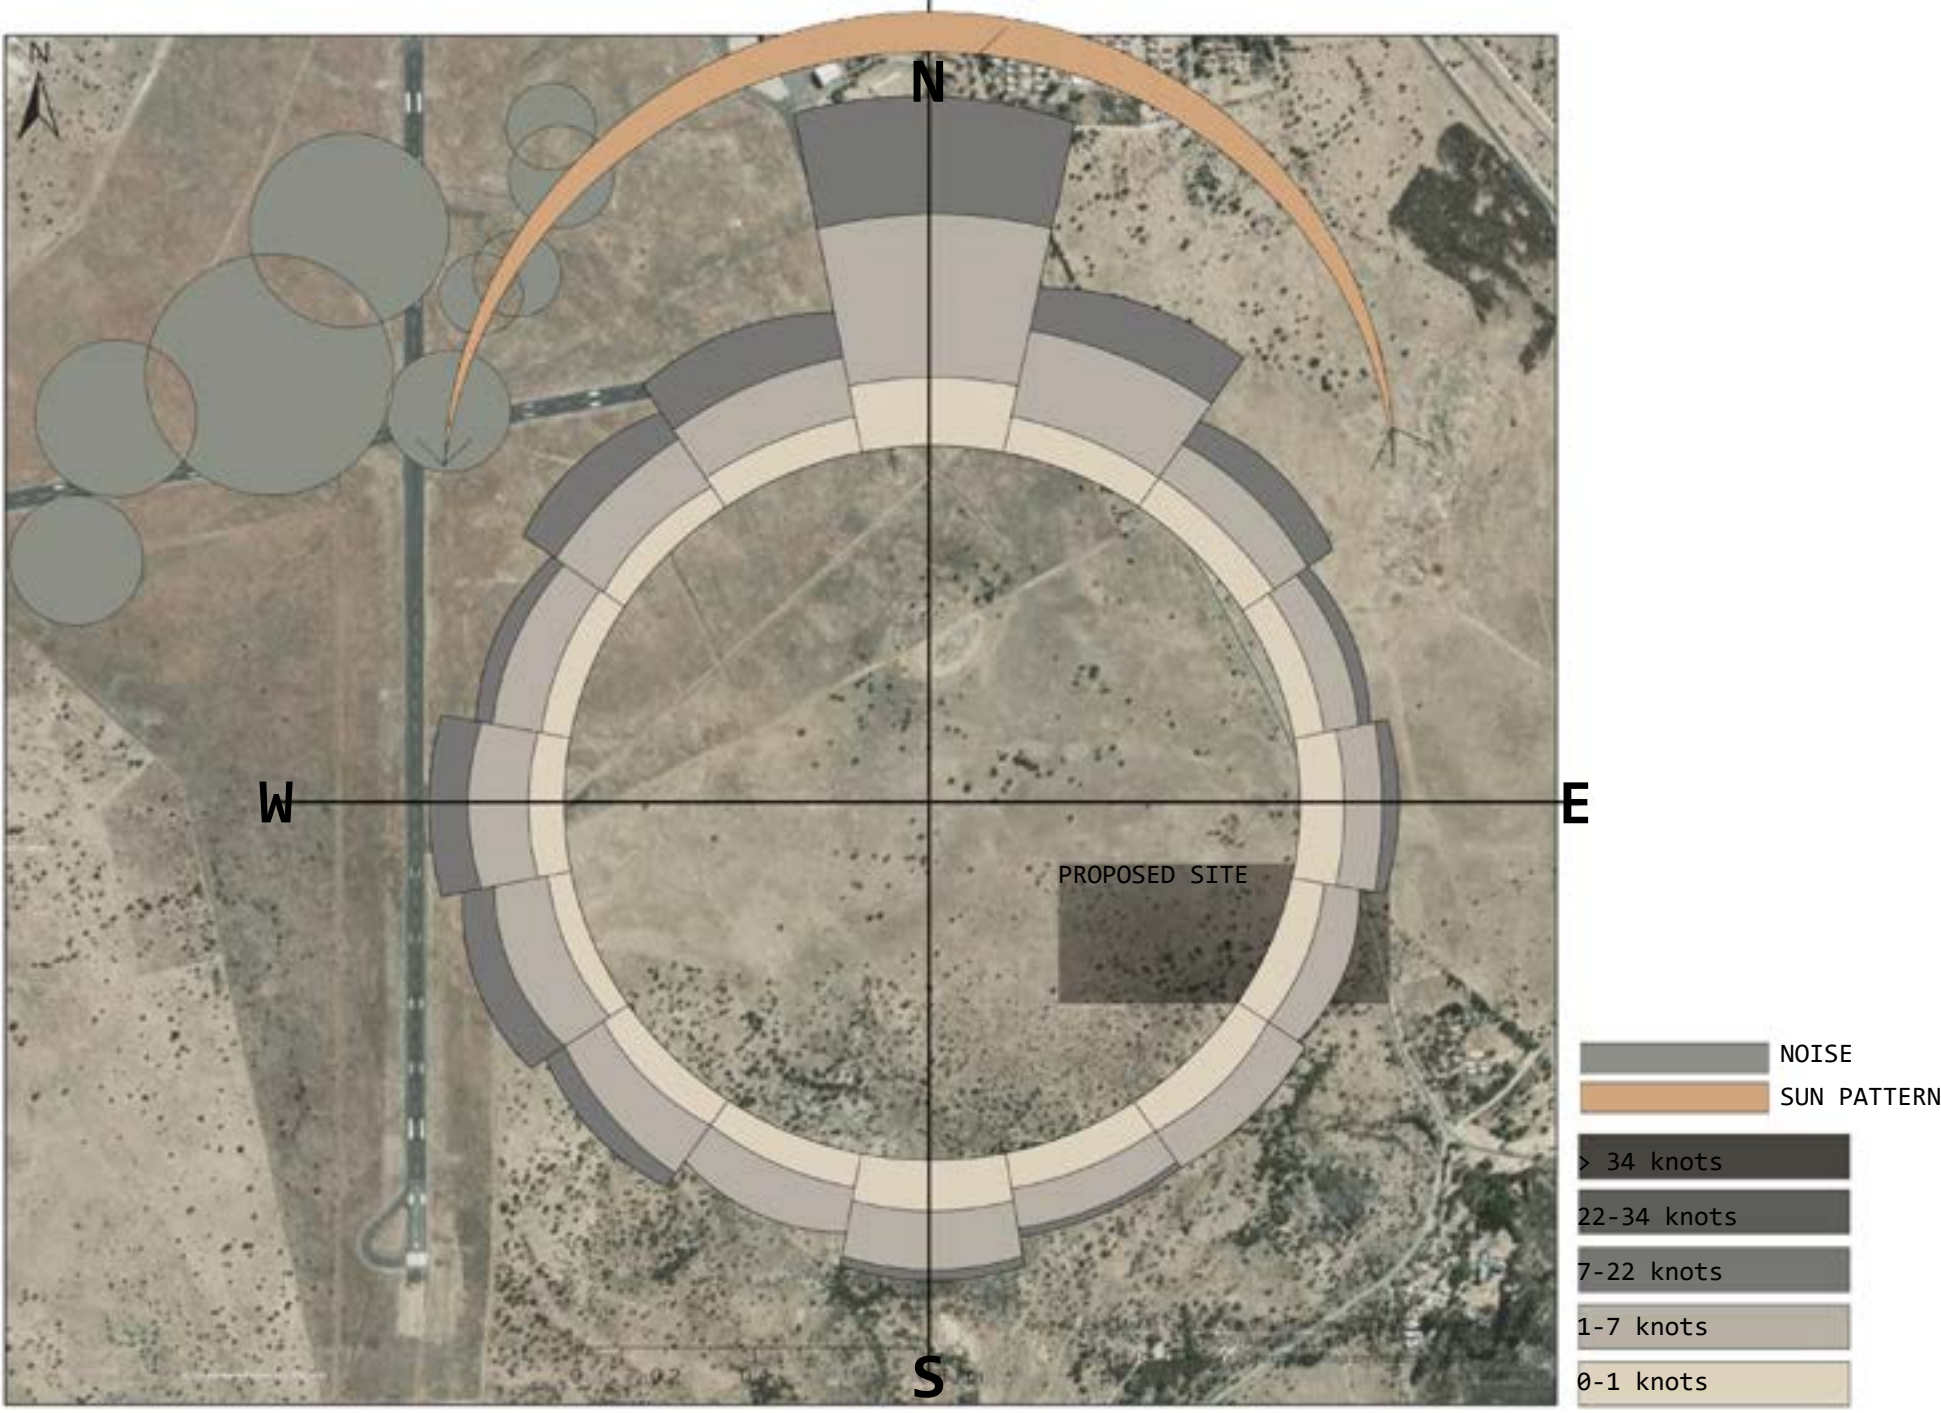 N
N
W
E
PROPOSED SITE
S
NOISE
SUN PATTERN
> 34 knots
22-34 knots
7-22 knots
1-7 knots
0-1 knots